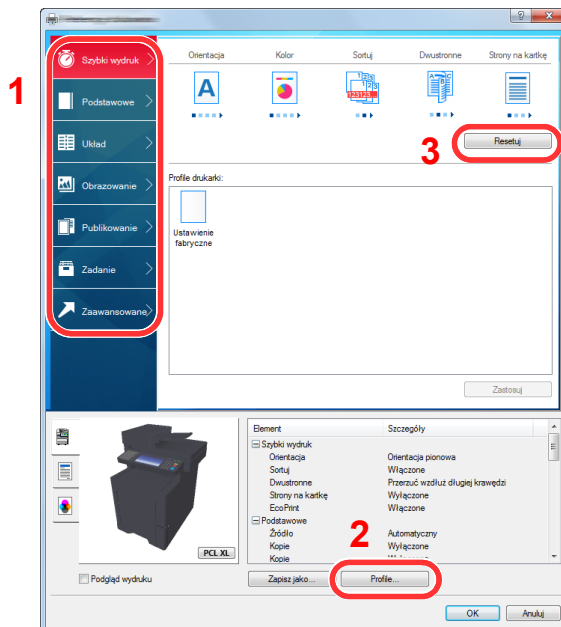 Szybki wydruk
Podstawowe
Układ
Obrazowanie
Publikowanie
Zadanie
Zaawansowane
1
Orientacja Kolor Sortuj Dwustronne Strony na kartkę
3
Resetuj
Profile drukarki:
Ustawienie
fabryczne
Zastosuj
Element Szczegóły
Szybki wydruk
Orientacja Orientacja pionowa
Sortuj Włączone
Dwustronne Przerzuć wzdłuż długiej krawędzi
Strony na kartkę Wyłączone
EcoPrint Włączone
Podstawowe
Źródło Automatyczny
Kopie Wyłączone
Kopie
PCL XL
2
Podgląd wydruku
Zapisz jako...
Profile...
OK Anuluj